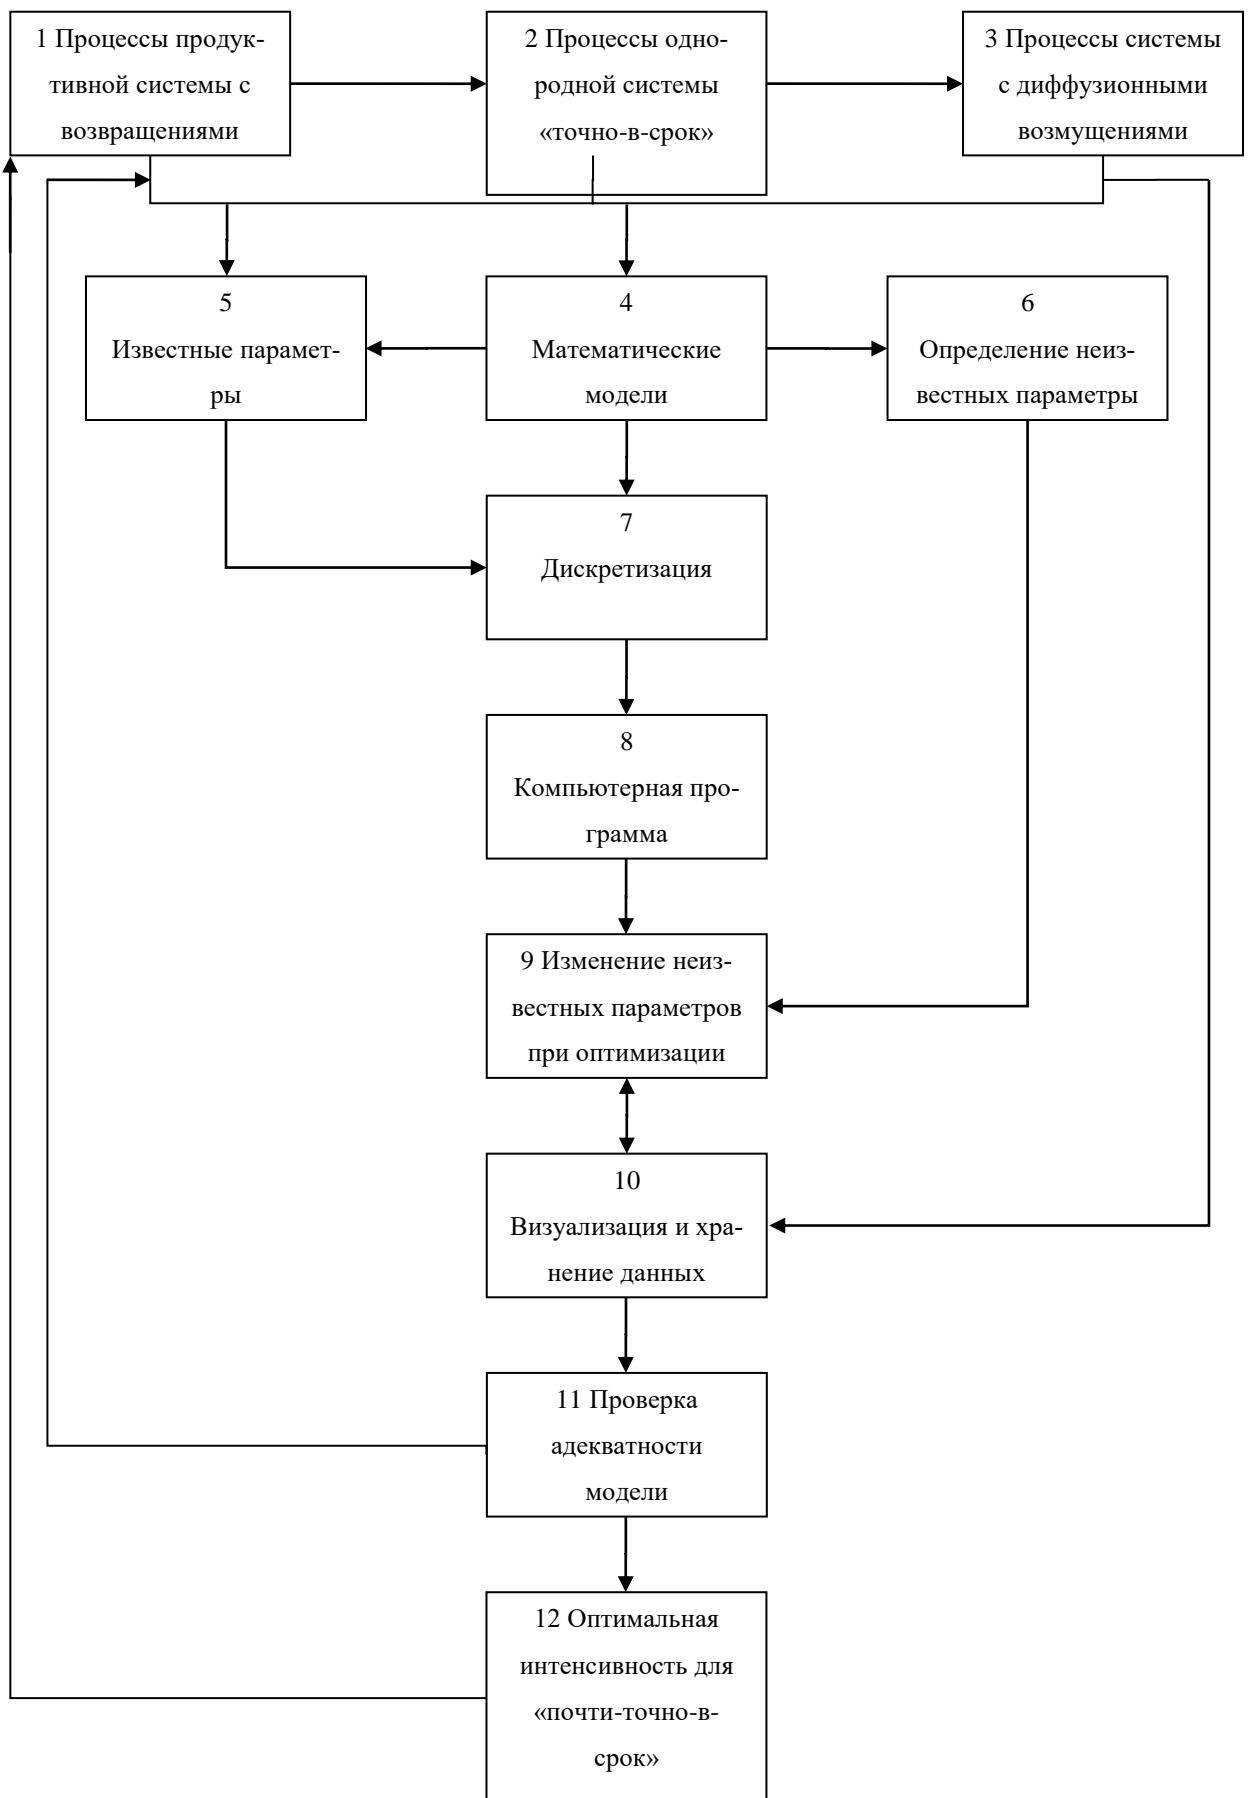 1 Процессы продук-
тивной системы с
возвращениями
2 Процессы одно-
родной системы
«точно-в-срок»
3 Процессы системы
с диффузионными
возмущениями
5
Известные парамет-
ры
4
Математические
модели
6
Определение неиз-
вестных параметры
7
Дискретизация
8
Компьютерная про-
грамма
9 Изменение неиз-
вестных параметров
при оптимизации
10
Визуализация и хра-
нение данных
11 Проверка
адекватности
модели
12 Оптимальная
интенсивность для
«почти-точно-в-
срок»